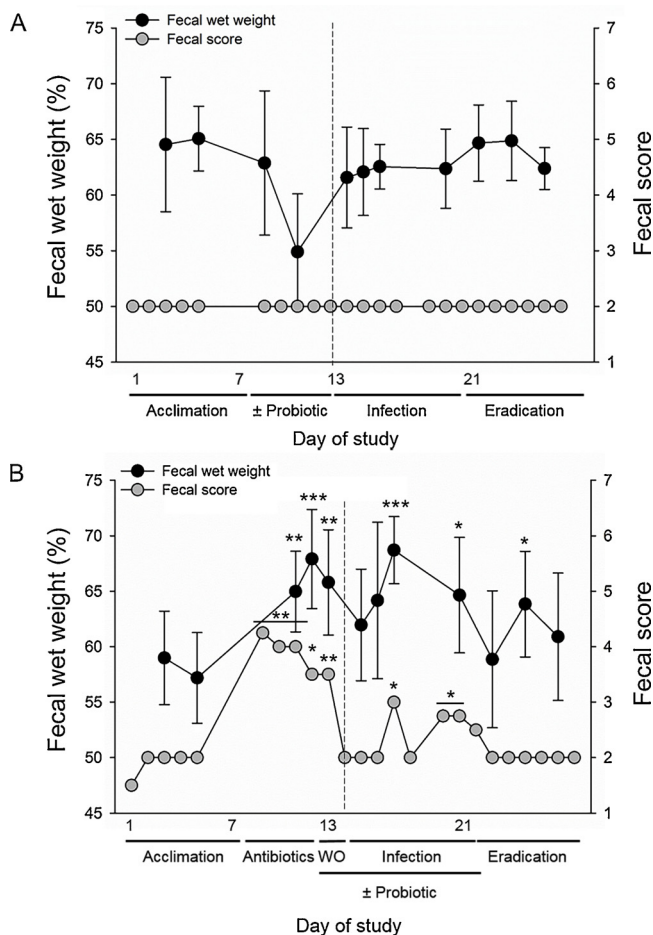 A
Fecal wet weight
Fecal score
75
70
65
60
55
50
45
Fecal wet weight (%)
7
6
5
4
3
2
1
Fecal score
1 7 13 21
Acclimation ± Probiotic Infection Eradication
Day of study
B
Fecal wet weight
Fecal score
75
70
65
60
55
50
45
Fecal wet weight (%)
7
6
5
4
3
2
1
Fecal score
*** 
** ** *** * *
** * ** * *
1 7 13 21
Acclimation Antibiotics WO Infection Eradication
± Probiotic
Day of study